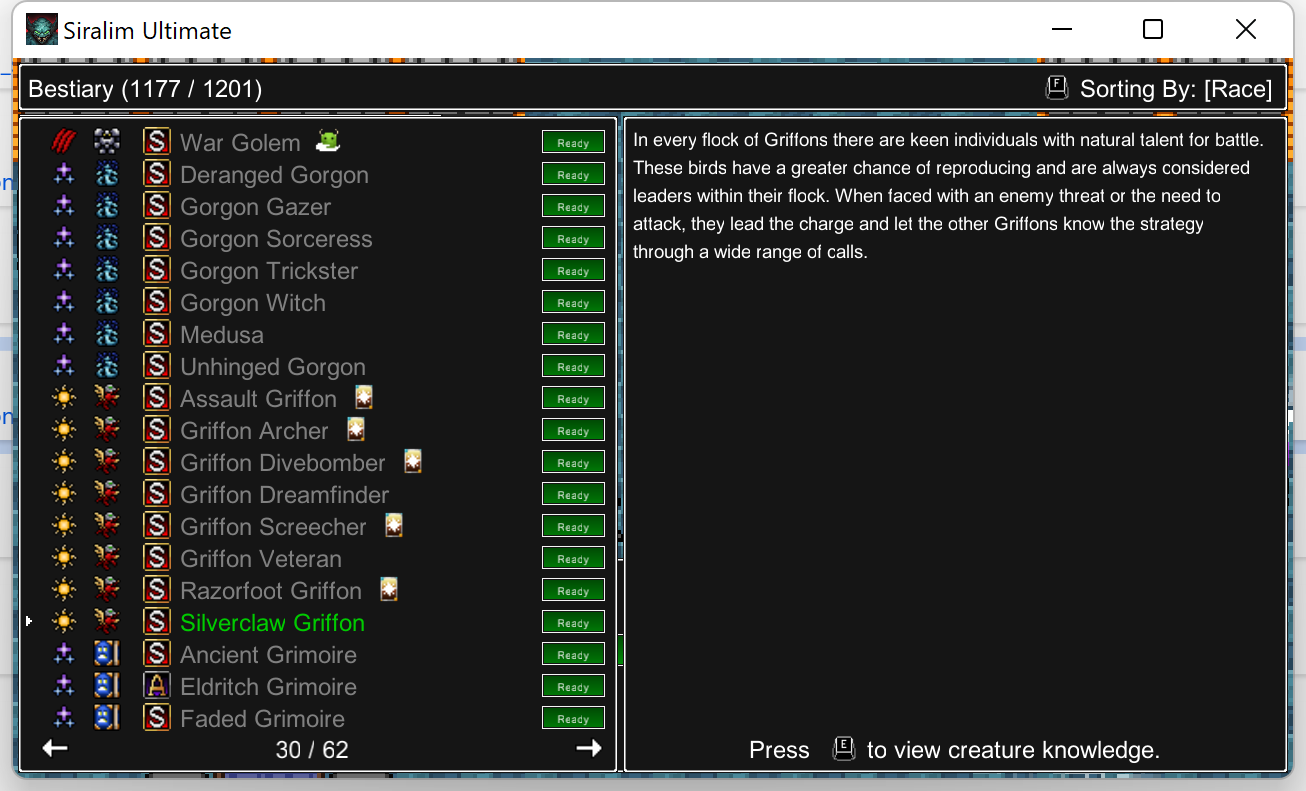 Siralim Ultimate
Bestiary (1177 / 1201)
F Sorting By: [Race]
S War Golem Ready
S Deranged Gorgon Ready
S Gorgon Gazer Ready
S Gorgon Sorceress Ready
S Gorgon Trickster Ready
S Gorgon Witch Ready
S Medusa Ready
S Unhinged Gorgon Ready
S Assault Griffon Ready
S Griffon Archer Ready
S Griffon Divebomber Ready
S Griffon Dreamfinder Ready
S Griffon Screecher Ready
S Griffon Veteran Ready
S Razorfoot Griffon Ready
S Silverclaw Griffon Ready
S Ancient Grimoire Ready
A Eldritch Grimoire Ready
S Faded Grimoire Ready
30 / 62
In every flock of Griffons there are keen individuals with natural talent for battle.
These birds have a greater chance of reproducing and are always considered
leaders within their flock. When faced with an enemy threat or the need to
attack, they lead the charge and let the other Griffons know the strategy
through a wide range of calls.
Press E to view creature knowledge.